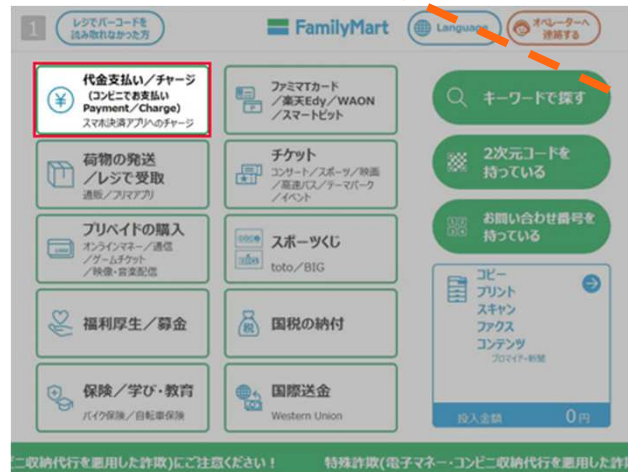 1
レジでバーコードを
読み取れなかった方
FamilyMart
Language
オペレーターへ
連絡する
代金支払い/チャージ
(コンビニでお支払い
Payment/Charge)
スマホ決済アプリへのチャージ
ファミマTカード
/楽天Edy/WAON
/スマートピット
キーワードで探す
荷物の発送
/レジで受取
通販/フリマアプリ
チケット
コンサート/スポーツ/映画
/高速バス/テーマパーク
/イベント
2次元コードを
持っている
プリペイドの購入
オンラインマネー/通信
/ゲームチケット
/映像・音楽配信
スポーツくじ
toto/BIG
お問い合わせ番号を
持っている
福利厚生/募金
税
国税の納付
コピー
プリント
スキャン
ファクス
コンテンツ
ブロマイド・新聞
保険/学び・教育
バイク保険/自転車保険
国際送金
Western Union
投入金額 0円
ニ収納代行を悪用した詐欺)にご注意ください! 特殊詐欺(電子マネー・コンビニ収納代行を悪用した詐